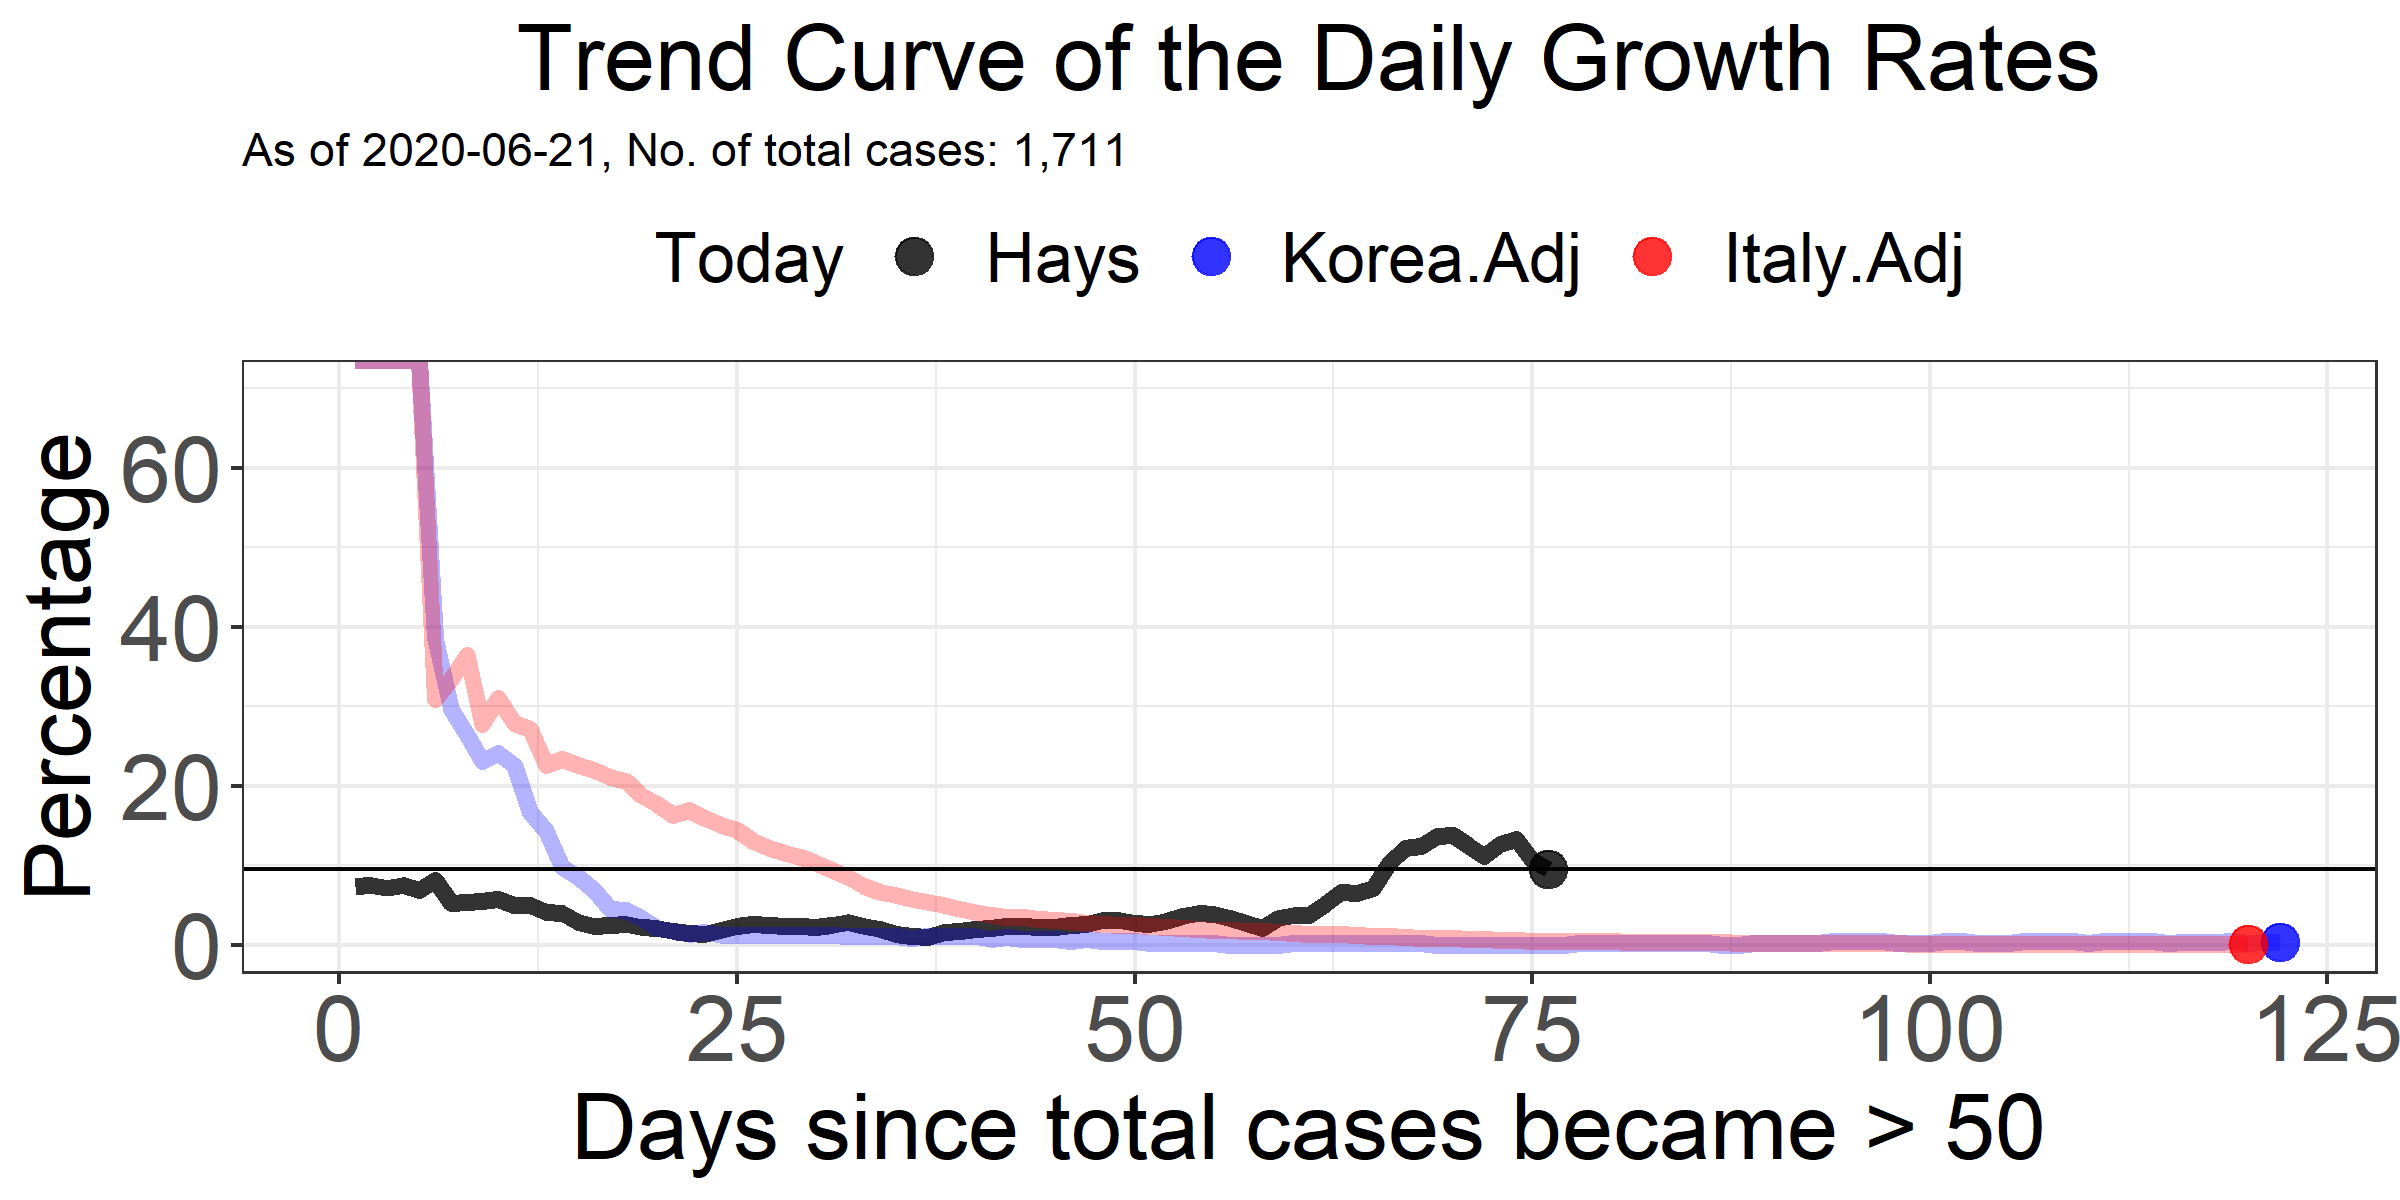 Trend Curve of the Daily Growth Rates
As of 2020-06-21, No. of total cases: 1,711
Today Hays Korea.Adj Italy.Adj
Percentage
60
40
20
0
0 25 50 75 100 125
Days since total cases became > 50